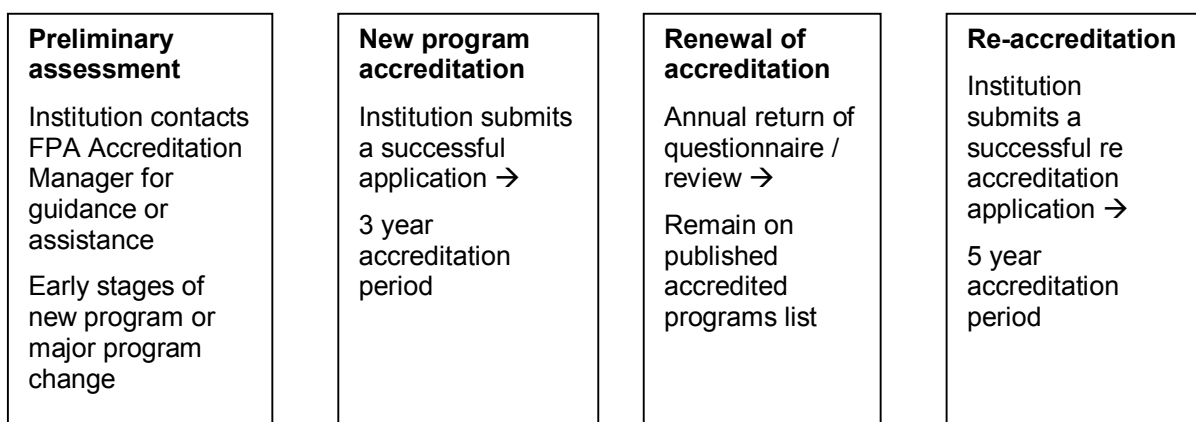 Preliminary
assessment
Institution contacts
FPA Accreditation
Manager for
guidance or
assistance
Early stages of
new program or
major program
change
New program
accreditation
Institution submits
a successful
application →
3 year
accreditation
period
Renewal of
accreditation
Annual return of
questionnaire /
review →
Remain on
published
accredited
programs list
Re-accreditation
Institution
submits a
successful re
accreditation
application →
5 year
accreditation
period